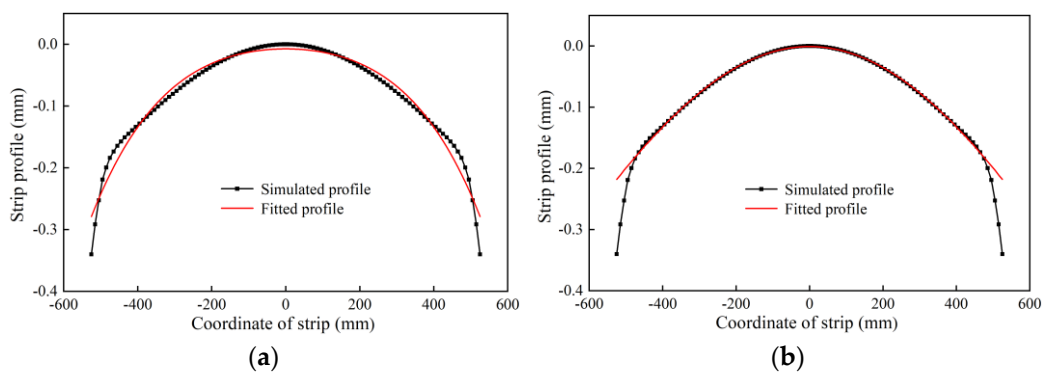 0.0
-0.1
-0.2
-0.3
-0.4
Strip profile (mm)
Simulated profile
Fitted profile
-600
-400
-200
0
200
400
600
Coordinate of strip (mm)
(a)
0.0
-0.1
-0.2
-0.3
-0.4
Strip profile (mm)
Simulated profile
Fitted profile
-600
-400
-200
0
200
400
600
Coordinate of strip (mm)
(b)